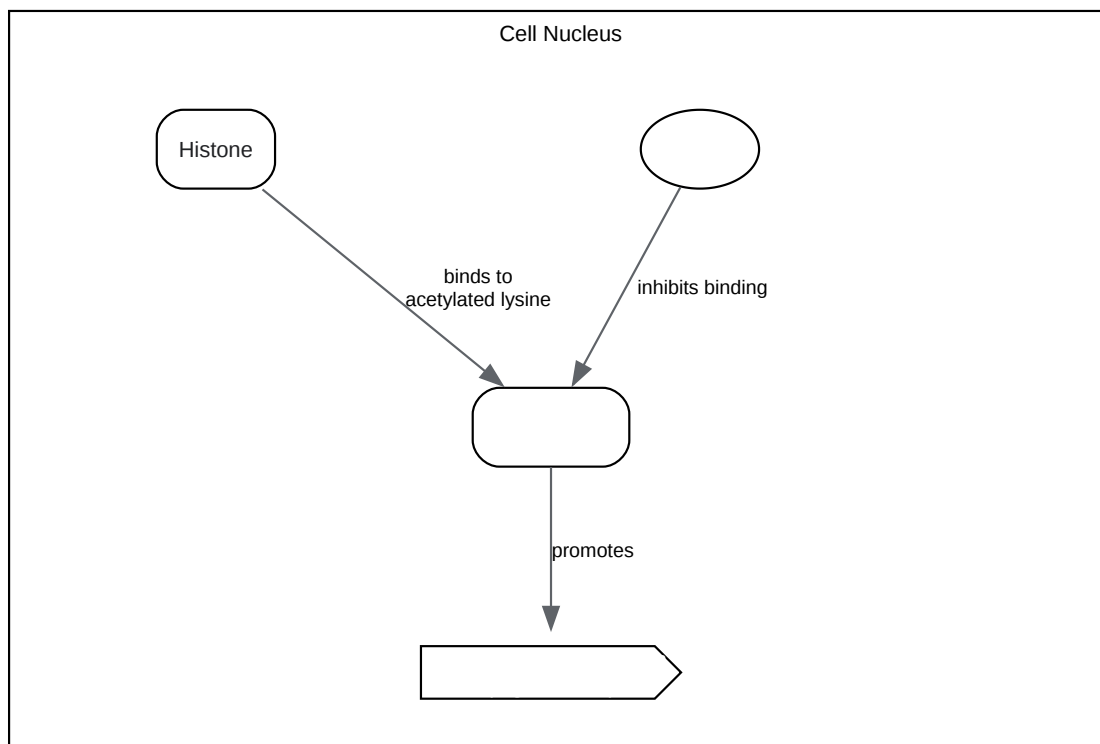 Cell Nucleus
Histone
binds to
acetylated lysine
inhibits binding
promotes